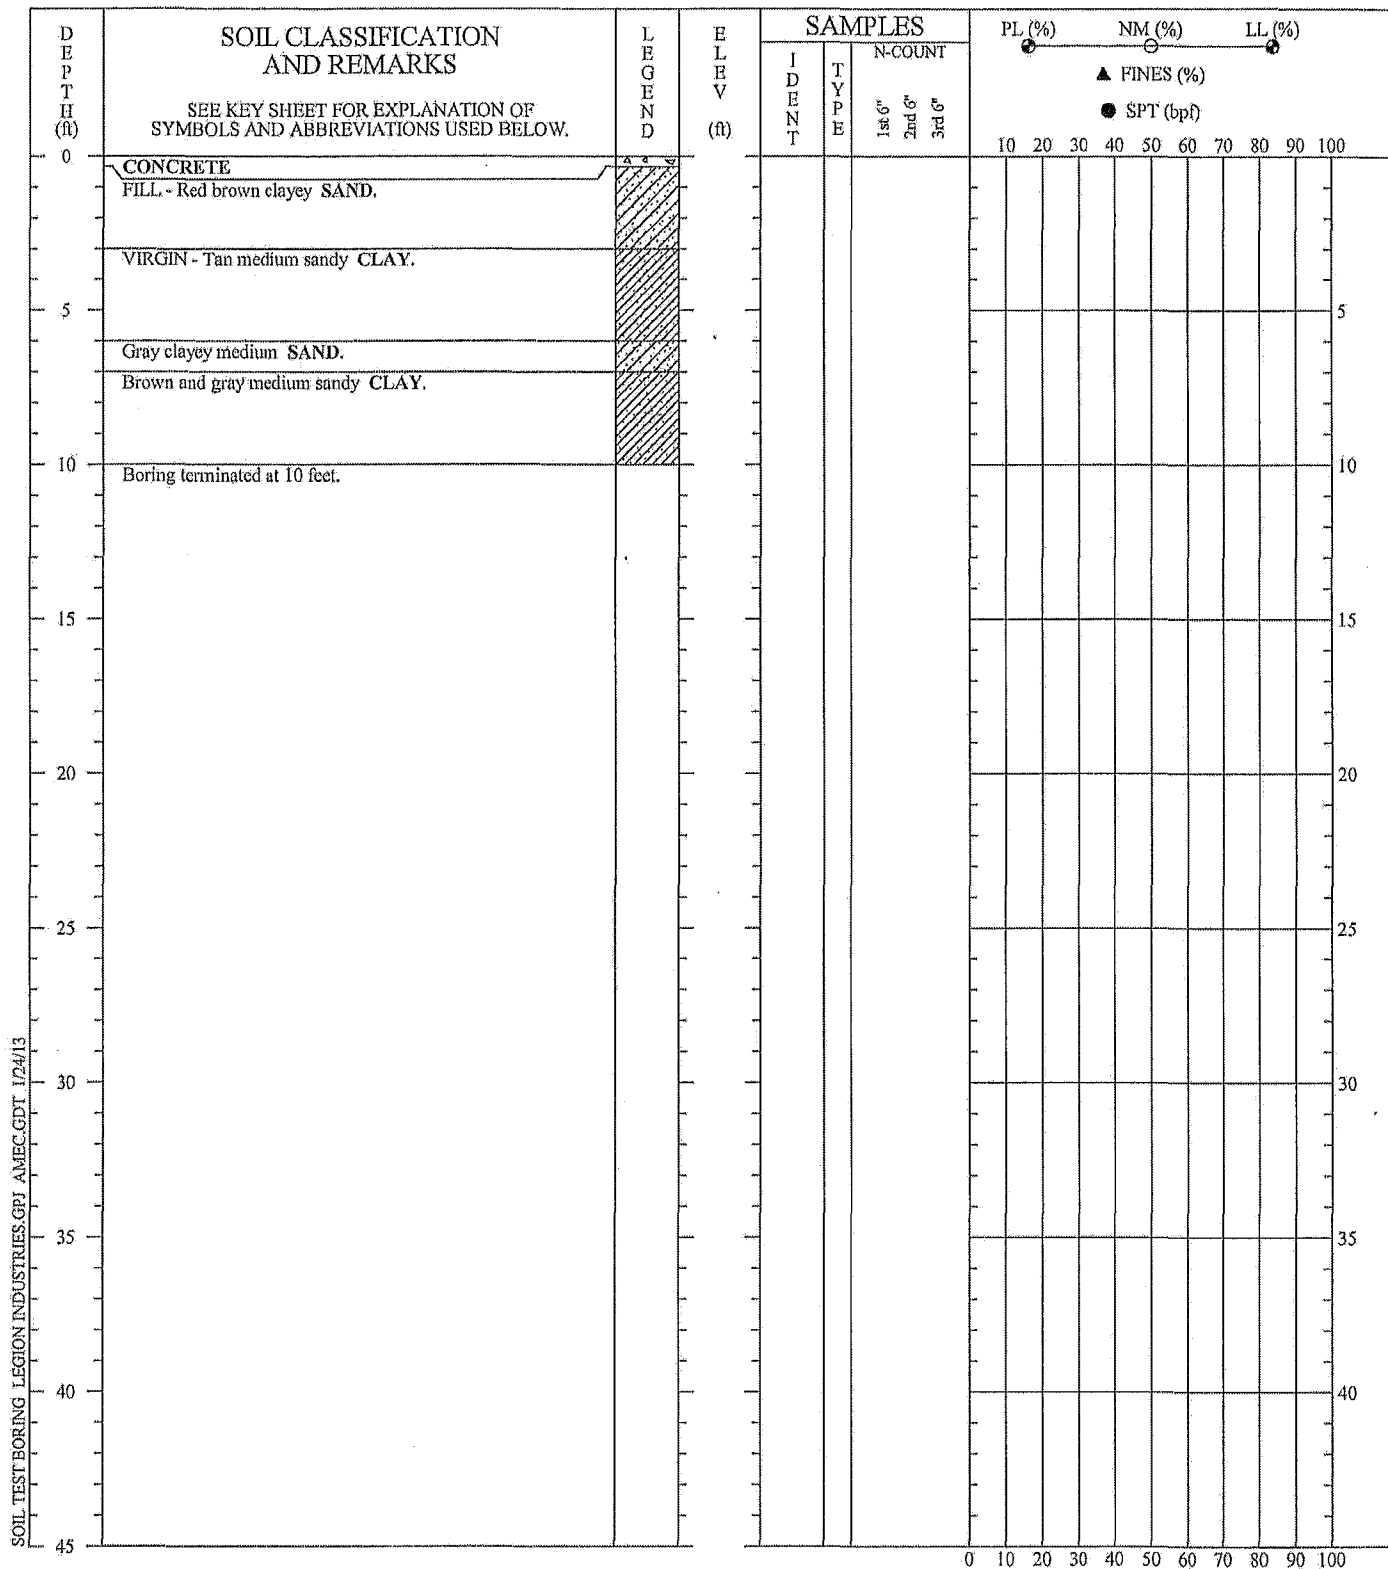 DEPTH (ft)
SOIL CLASSIFICATION
AND REMARKS
SEE KEY SHEET FOR EXPLANATION OF
SYMBOLS AND ABBREVIATIONS USED BELOW.
LEGEND
ELEV (ft)
SAMPLES
IDENT
TYPE
N-COUNT
1st 6"
2nd 6"
3rd 6"
PL (%) NM (%) LL (%)
▲ FINES (%)
● SPT (bpf)
10 20 30 40 50 60 70 80 90 100
0
CONCRETE
FILL - Red brown clayey SAND.
VIRGIN - Tan medium sandy CLAY.
5 5
Gray clayey medium SAND.
Brown and gray medium sandy CLAY.
10 10
Boring terminated at 10 feet.
15 15
20 20
25 25
30 30
35 35
40 40
45
0 10 20 30 40 50 60 70 80 90 100
SOIL TEST BORING LEGION INDUSTRIES.GPJ AMEC.GDT 1/24/13